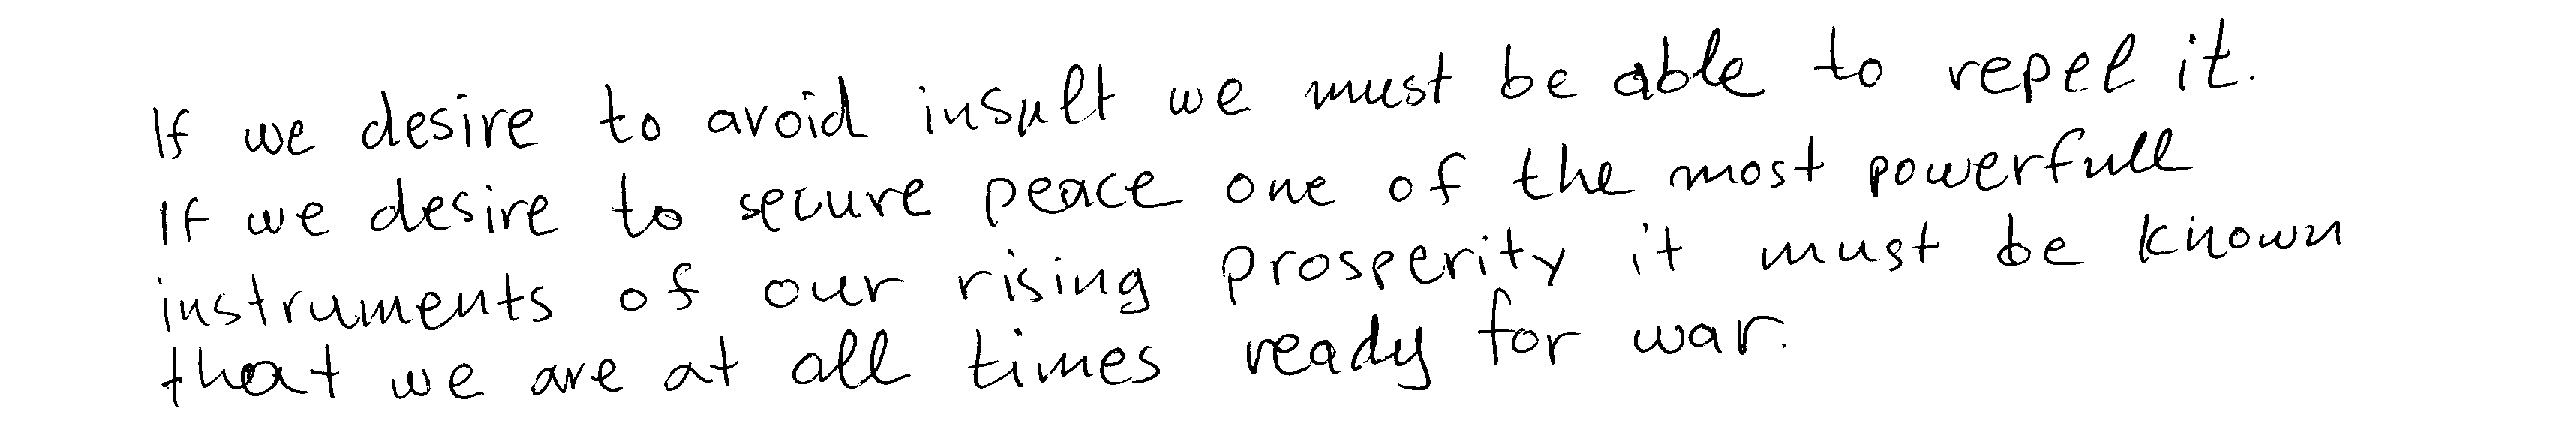 If we desire to avoid insult we must be able to repel it.
If we desire to secure peace one of the most powerfull
instruments of our rising prosperity it must be known
that we are at all times ready for war.